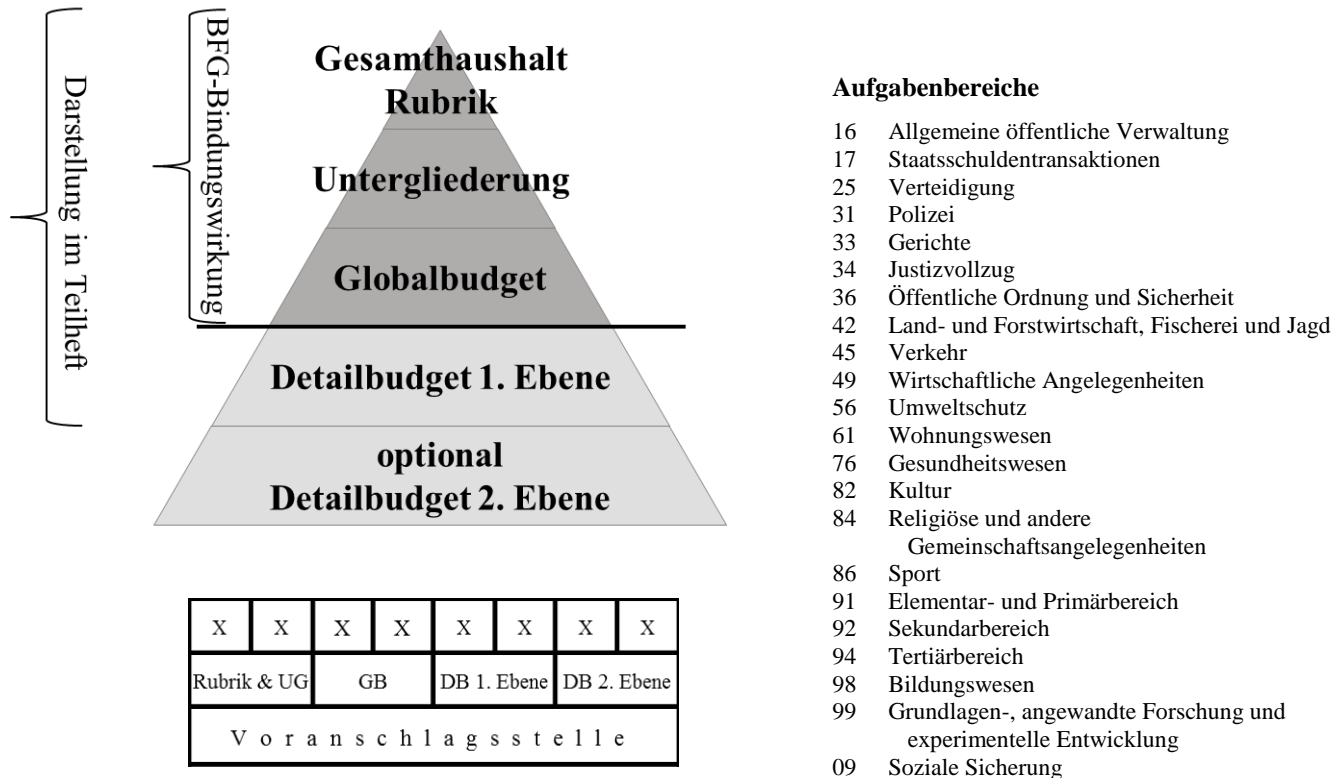 Darstellung im Teilheft
BFG-Bindungswirkung
Gesamthaushalt
Rubrik
Untergliederung
Globalbudget
Detailbudget 1. Ebene
optional
Detailbudget 2. Ebene
X X X X X X X X
Rubrik & UG GB DB 1. Ebene DB 2. Ebene
Voranschlagsstelle
Aufgabenbereiche
16 Allgemeine öffentliche Verwaltung
17 Staatsschuldentransaktionen
25 Verteidigung
31 Polizei
33 Gerichte
34 Justizvollzug
36 Öffentliche Ordnung und Sicherheit
42 Land- und Forstwirtschaft, Fischerei und Jagd
45 Verkehr
49 Wirtschaftliche Angelegenheiten
56 Umweltschutz
61 Wohnungswesen
76 Gesundheitswesen
82 Kultur
84 Religiöse und andere
Gemeinschaftsangelegenheiten
86 Sport
91 Elementar- und Primärbereich
92 Sekundarbereich
94 Tertiärbereich
98 Bildungswesen
99 Grundlagen-, angewandte Forschung und
experimentelle Entwicklung
09 Soziale Sicherung